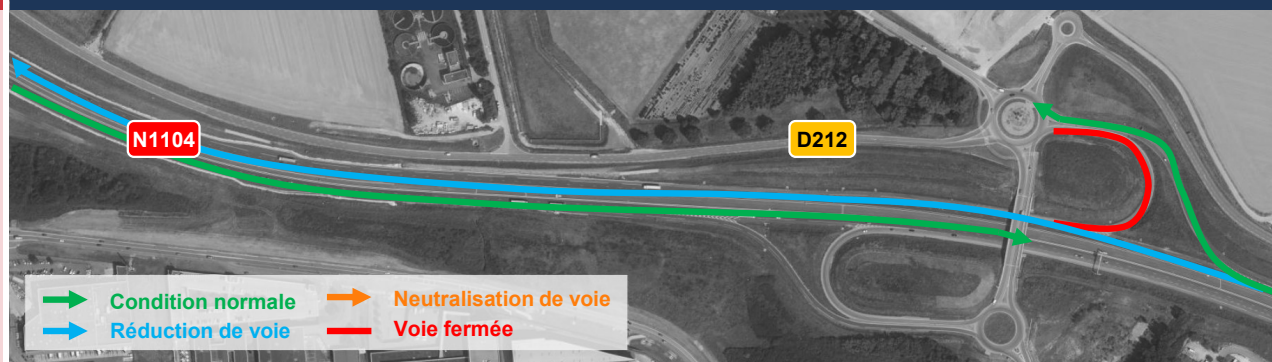 N1104
D212
Condition normale
Neutralisation de voie
Réduction de voie
Voie fermée